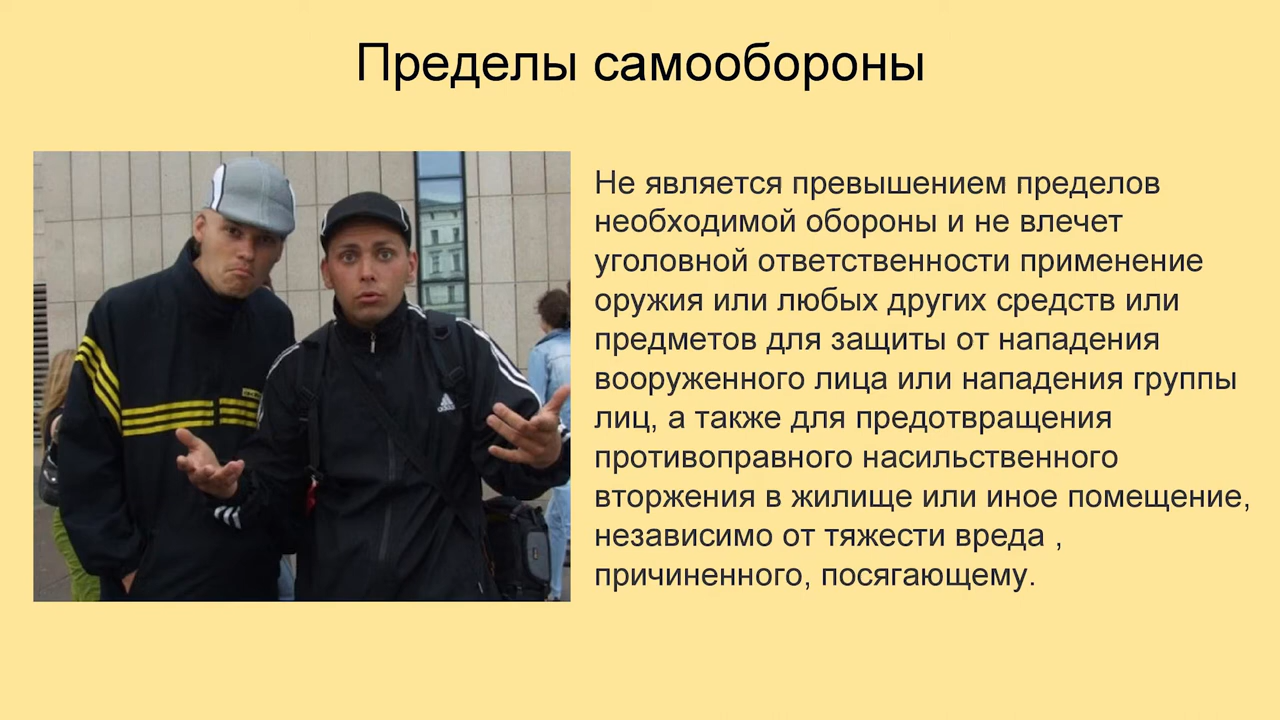 Пределы самообороны
Не является превышением пределов
необходимой обороны и не влечет
уголовной ответственности применение
оружия или любых других средств или
предметов для защиты от нападения
вооруженного лица или нападения группы
лиц, а также для предотвращения
противоправного насильственного
вторжения в жилище или иное помещение,
независимо от тяжести вреда ,
причиненного, посягающему.
adidas